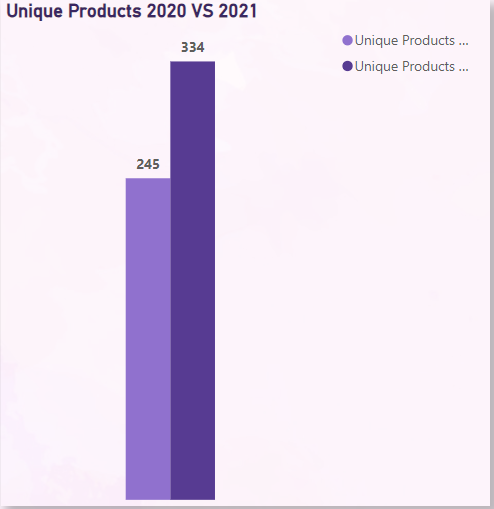 Unique Products 2020 VS 2021
334
245
Unique Products ...
Unique Products ...